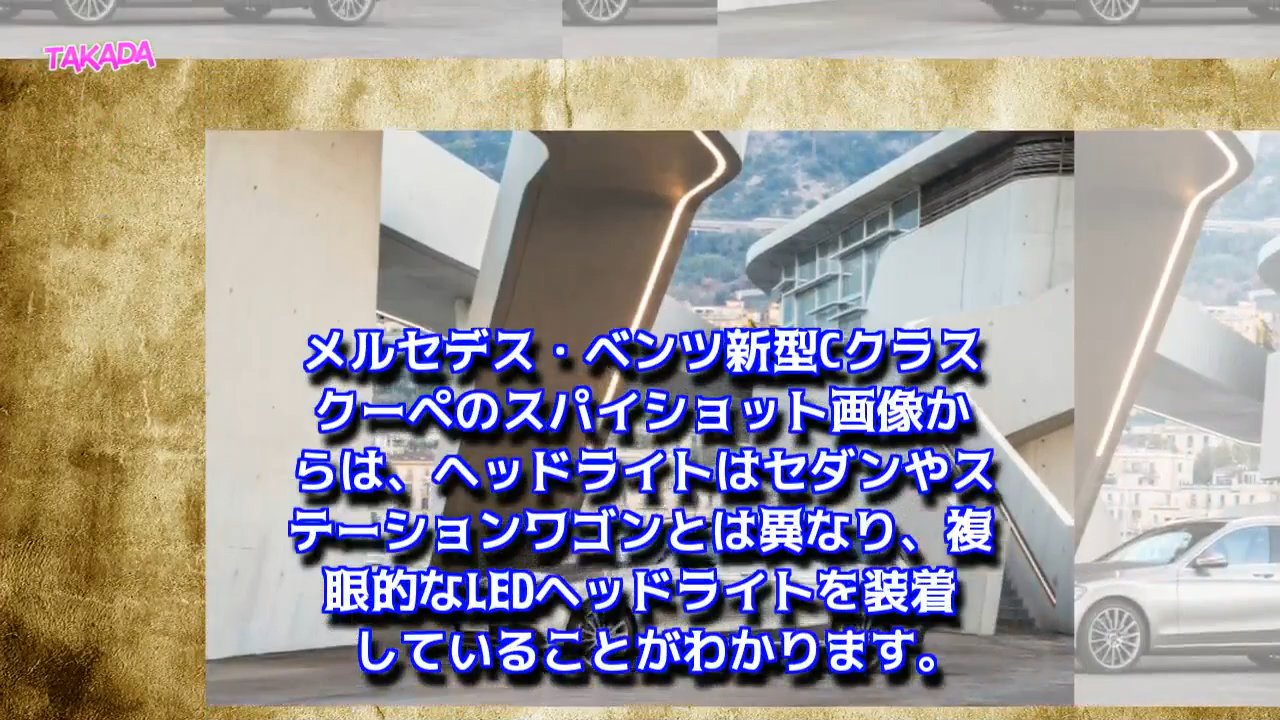 TAKADA
メルセデス・ベンツ新型Cクラス
クーペのスパイショット画像か
らは、ヘッドライトはセダンやス
テーションワゴンとは異なり、複
眼的なLEDヘッドライトを装着
していることがわかります。